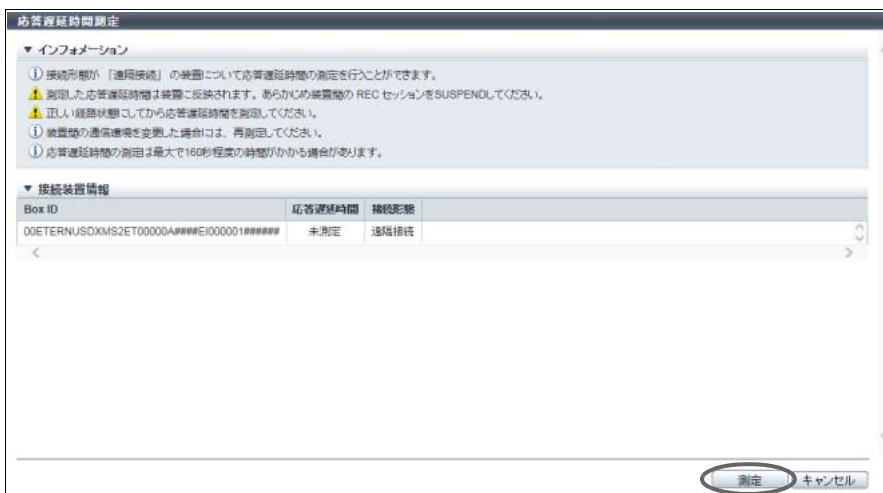 応答遅延時間測定
▼ インフォメーション
接続形態が 「遠隔接続」 の装置について応答遅延時間の測定を行うことができます。
測定した応答遅延時間は装置に反映されます。あらかじめ装置間の REC セッションをSUSPENDしてください。
正しい経路状態にしてから応答遅延時間を測定してください。
装置間の通信環境を変更した場合には、再測定してください。
応答遅延時間の測定は最大で160秒程度の時間がかかる場合があります。
▼ 接続装置情報
Box ID 応答遅延時間 接続形態
00ETERNUSDXMS2ET00000A####EI000001###### 未測定 遠隔接続
測定 キャンセル